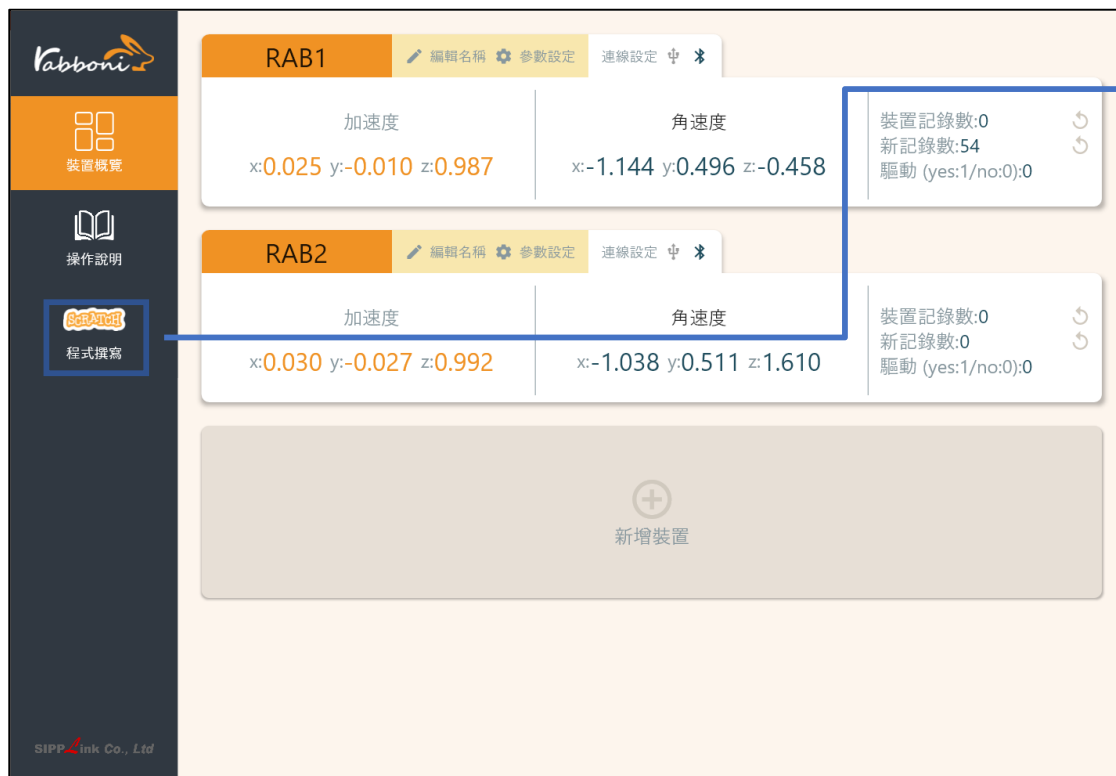 rabboni
裝置概覽
操作說明
SCRATCH
程式撰寫
SIPPLink Co., Ltd
RAB1 編輯名稱 參數設定 連線設定
加速度 角速度
x:0.025 y:-0.010 z:0.987 x:-1.144 y:0.496 z:-0.458
裝置記錄數:0
新記錄數:54
驅動 (yes:1/no:0):0
RAB2 編輯名稱 參數設定 連線設定
加速度 角速度
x:0.030 y:-0.027 z:0.992 x:-1.038 y:0.511 z:1.610
裝置記錄數:0
新記錄數:0
驅動 (yes:1/no:0):0
新增裝置